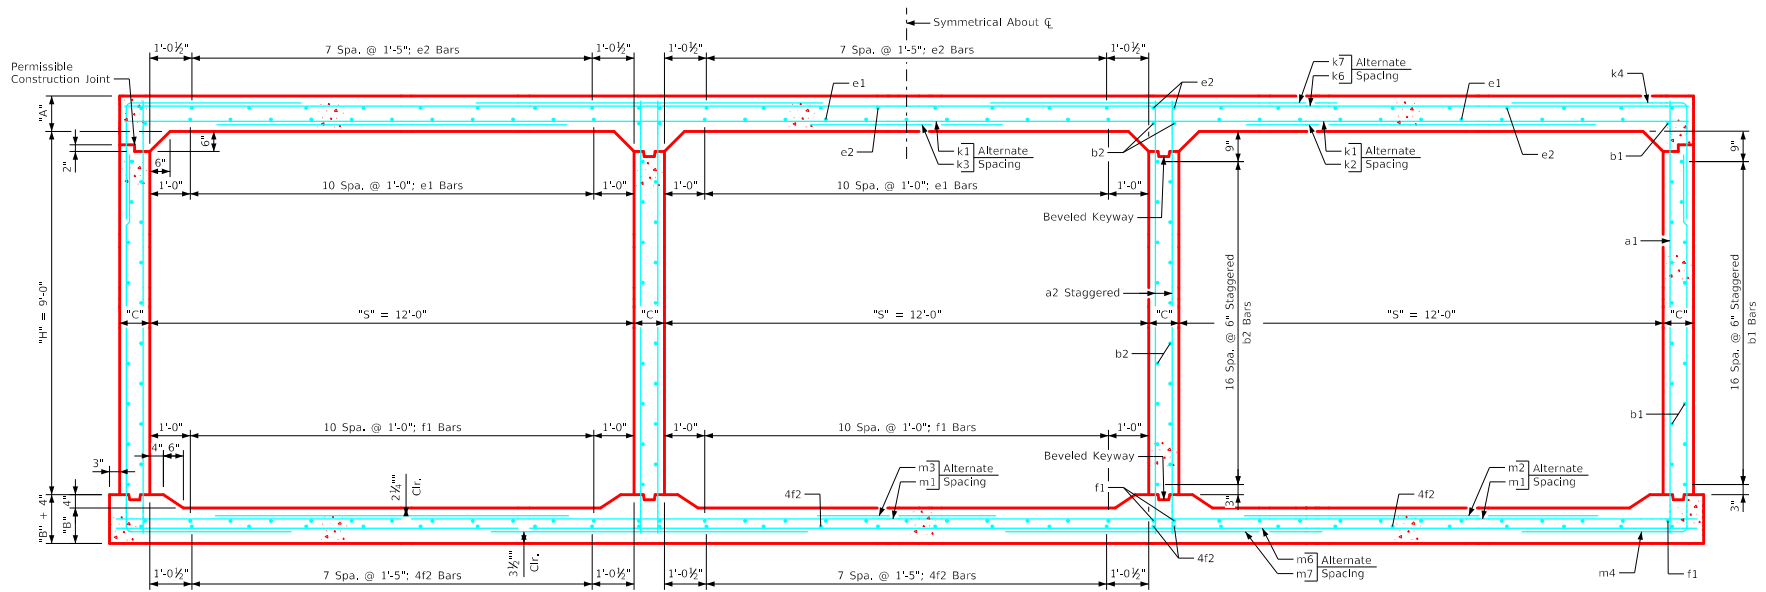 Symmetrical About ℄
1'-0½"
7 Spa. @ 1'-5"; e2 Bars
1'-0½"
1'-0½"
7 Spa. @ 1'-5"; e2 Bars
1'-0½"
Permissible
Construction Joint
k7
k6
Alternate
Spacing
k4
e1
e2
e1
"A"
2"
6"
6"
e2
k1
k3
Alternate
Spacing
b2
k1
k2
Alternate
Spacing
e2
b1
9"
9"
1'-0"
10 Spa. @ 1'-0"; e1 Bars
1'-0"
1'-0"
10 Spa. @ 1'-0"; e1 Bars
1'-0"
Beveled Keyway
a1
a2 Staggered
"H" = 9'-0"
"C"
"S" = 12'-0"
"C"
"S" = 12'-0"
"C"
"S" = 12'-0"
"C"
16 Spa. @ 6" Staggered
b2 Bars
16 Spa. @ 6" Staggered
b1 Bars
b2
b1
1'-0"
10 Spa. @ 1'-0"; f1 Bars
1'-0"
1'-0"
10 Spa. @ 1'-0"; f1 Bars
1'-0"
4"
6"
3"
Beveled Keyway
m3
m1
Alternate
Spacing
m2
m1
Alternate
Spacing
2¼"
Clr.
4f2
f1
3"
4f2
3"
"B" + 4"
"B"
4"
3½"
Clr.
4f2
m6
m7
Alternate
Spacing
m4
f1
1'-0½"
7 Spa. @ 1'-5"; 4f2 Bars
1'-0½"
1'-0½"
7 Spa. @ 1'-5"; 4f2 Bars
1'-0½"